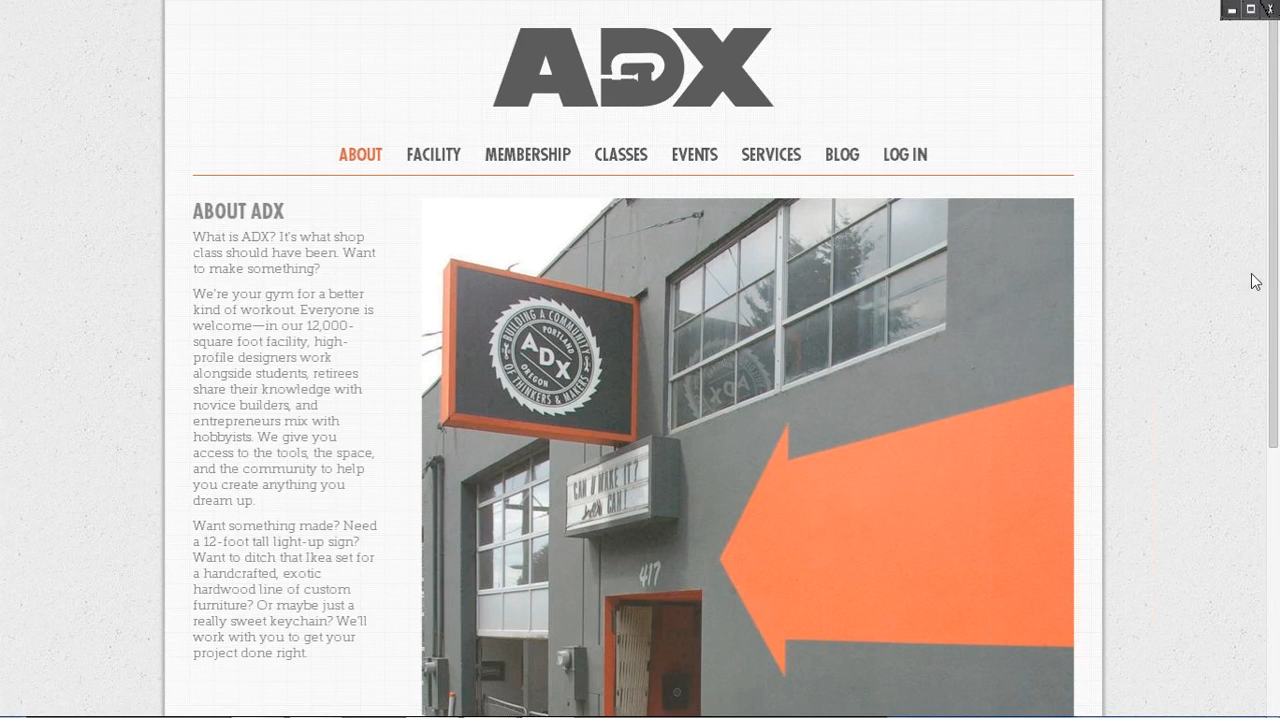 ADX
ABOUT FACILITY MEMBERSHIP CLASSES EVENTS SERVICES BLOG LOG IN
ABOUT ADX
What is ADX? It's what shop
class should have been. Want
to make something?
We're your gym for a better
kind of workout. Everyone is
welcome—in our 12,000-
square foot facility, high-
profile designers work
alongside students, retirees
share their knowledge with
novice builders, and
entrepreneurs mix with
hobbyists. We give you
access to the tools, the space,
and the community to help
you create anything you
dream up.
Want something made? Need
a 12-foot tall light-up sign?
Want to ditch that Ikea set for
a handcrafted, exotic
hardwood line of custom
furniture? Or maybe just a
really sweet keychain? We'll
work with you to get your
project done right.
BUILDING A COMMUNITY
PORTLAND
ADX
OREGON
OF THINKERS & MAKERS
CAN U MAKE IT?
CAN!
417